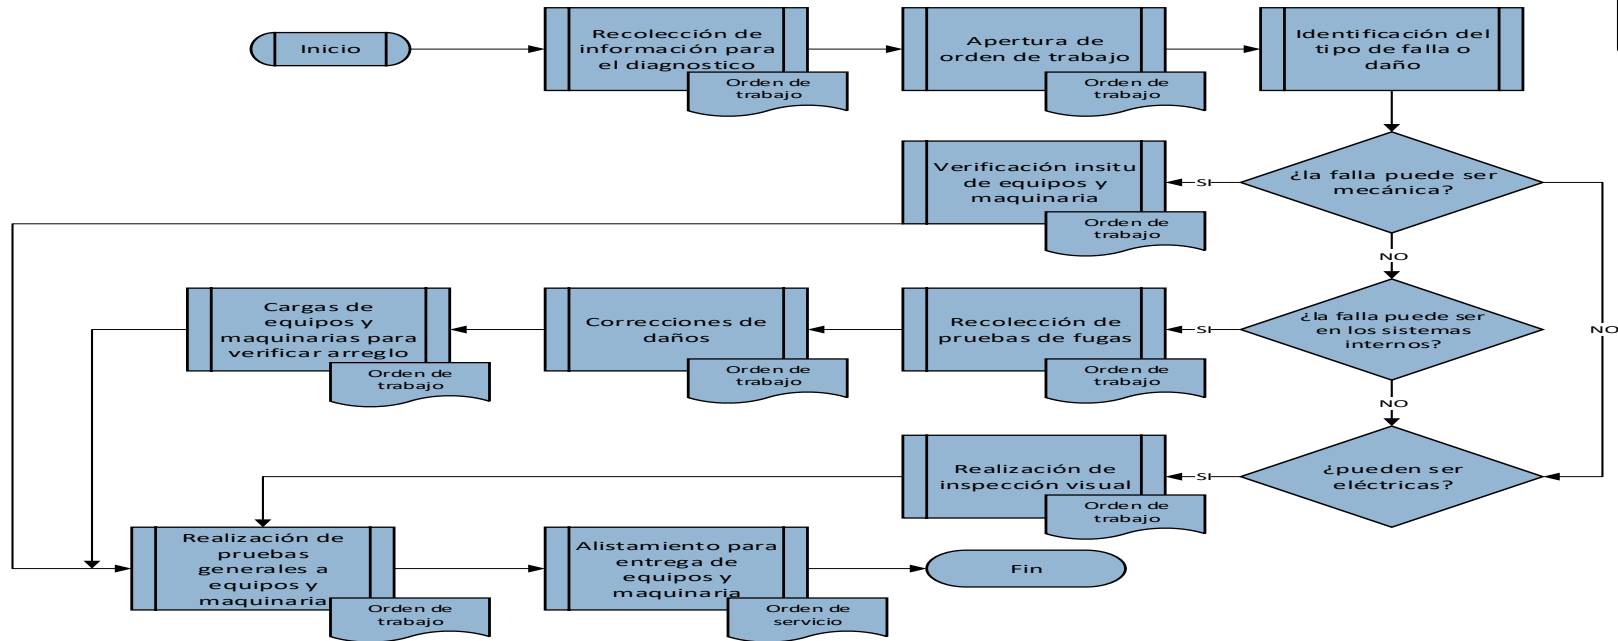 Inicio
Recolección de
información para
el diagnostico
Orden de
trabajo
Apertura de
orden de trabajo
Orden de
trabajo
Identificación del
tipo de falla o
daño
¿la falla puede ser
mecánica?
SI
NO
NO
Verificación insitu
de equipos y
maquinaria
Orden de
trabajo
¿la falla puede ser
en los sistemas
internos?
SI
NO
Recolección de
pruebas de fugas
Orden de
trabajo
Correcciones de
daños
Orden de
trabajo
Cargas de
equipos y
maquinarias para
verificar arreglo
Orden de
trabajo
¿pueden ser
eléctricas?
SI
Realización de
inspección visual
Orden de
trabajo
Realización de
pruebas
generales a
equipos y
maquinaria
Orden de
trabajo
Alistamiento para
entrega de
equipos y
maquinaria
Orden de
servicio
Fin